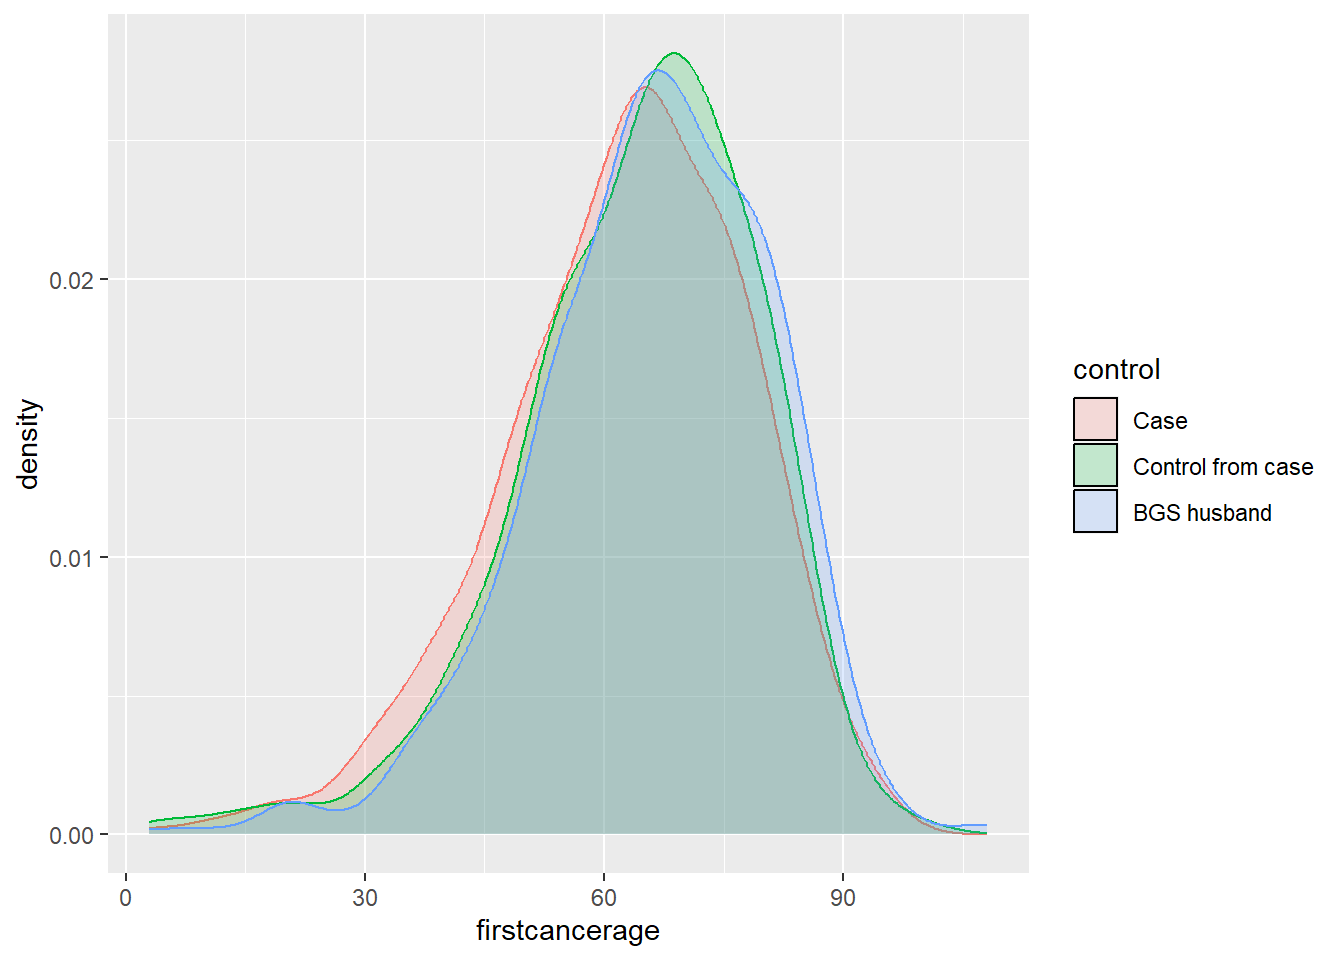 density
0.02
0.01
0.00
0
30
60
90
firstcancerage
control
Case
Control from case
BGS husband